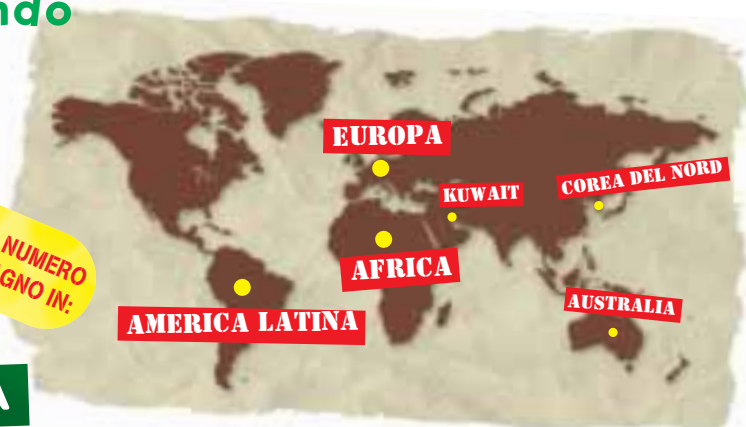 ndo
EUROPA
KUWAIT
COREA DEL NORD
NUMERO
GNO IN:
AFRICA
AMERICA LATINA
AUSTRALIA
A